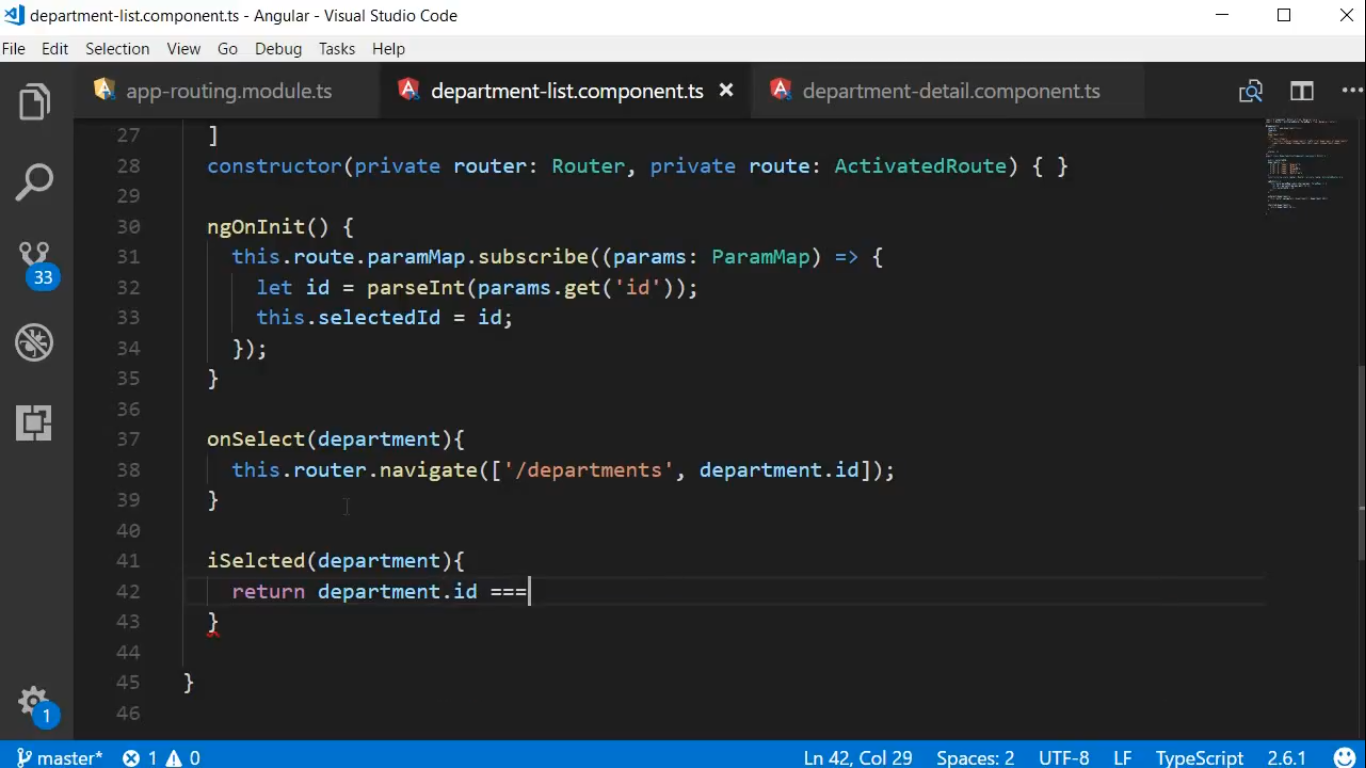 department-list.component.ts - Angular - Visual Studio Code
File Edit Selection View Go Debug Tasks Help
app-routing.module.ts department-list.component.ts department-detail.component.ts
27 ]
28 constructor(private router: Router, private route: ActivatedRoute) { }
29
30 ngOnInit() {
31 this.route.paramMap.subscribe((params: ParamMap) => {
32 let id = parseInt(params.get('id'));
33 this.selectedId = id;
34 });
35 }
36
37 onSelect(department){
38 this.router.navigate(['/departments', department.id]);
39 }
40
41 iSelcted(department){
42 return department.id ===
43 }
44
45 }
46
33
1
master* 1 0 Ln 42, Col 29 Spaces: 2 UTF-8 LF TypeScript 2.6.1